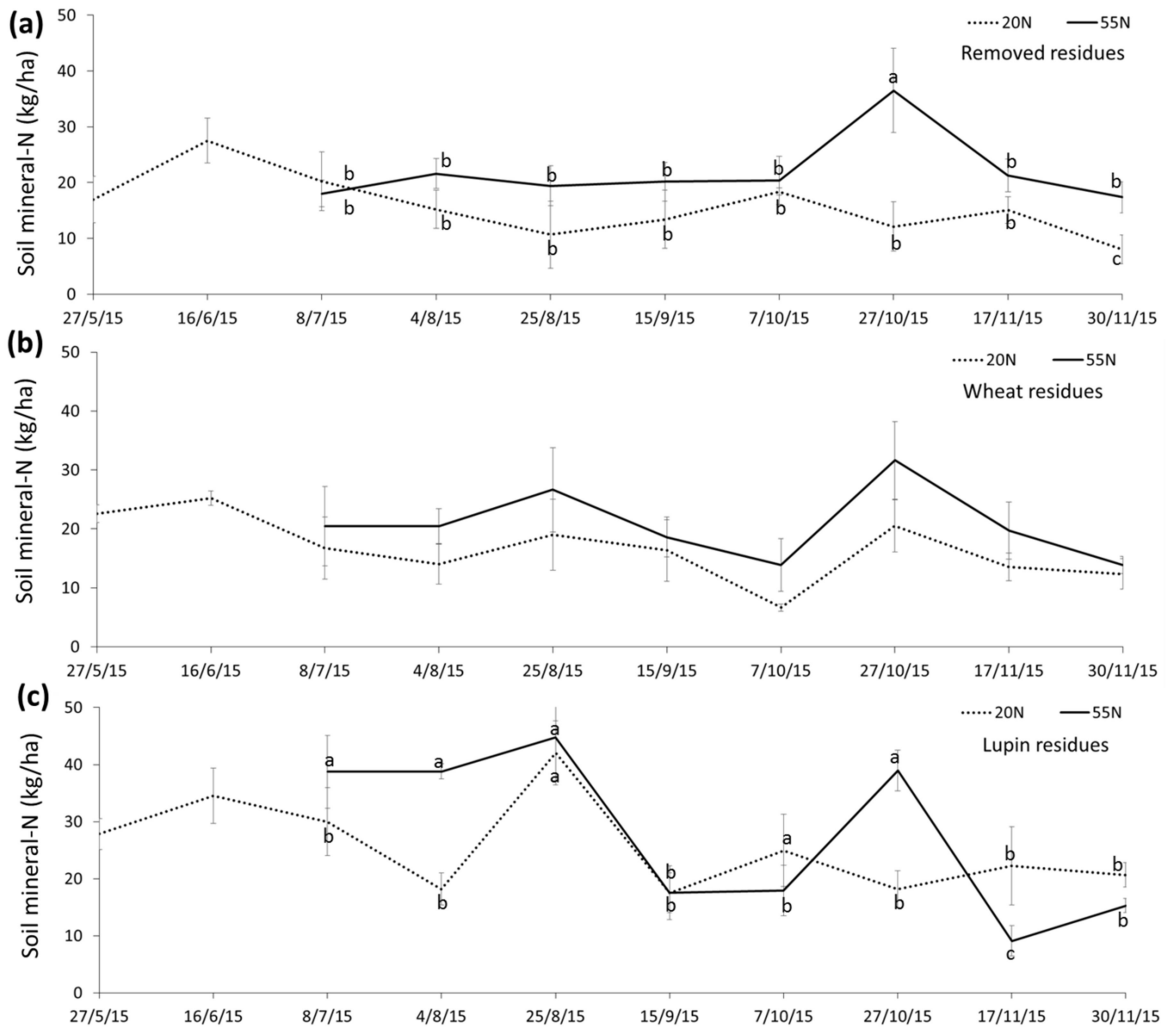 (a)
Soil mineral-N (kg/ha)
50
40
30
20
10
0
20N 55N
Removed residues
a
b b b b b b b
b b b b b b b c
27/5/15 16/6/15 8/7/15 4/8/15 25/8/15 15/9/15 7/10/15 27/10/15 17/11/15 30/11/15
(b)
Soil mineral-N (kg/ha)
50
40
30
20
10
0
20N 55N
Wheat residues
27/5/15 16/6/15 8/7/15 4/8/15 25/8/15 15/9/15 7/10/15 27/10/15 17/11/15 30/11/15
(c)
Soil mineral-N (kg/ha)
50
40
30
20
10
0
20N 55N
Lupin residues
a a a b a a b b
b b a b b b c b
27/5/15 16/6/15 8/7/15 4/8/15 25/8/15 15/9/15 7/10/15 27/10/15 17/11/15 30/11/15